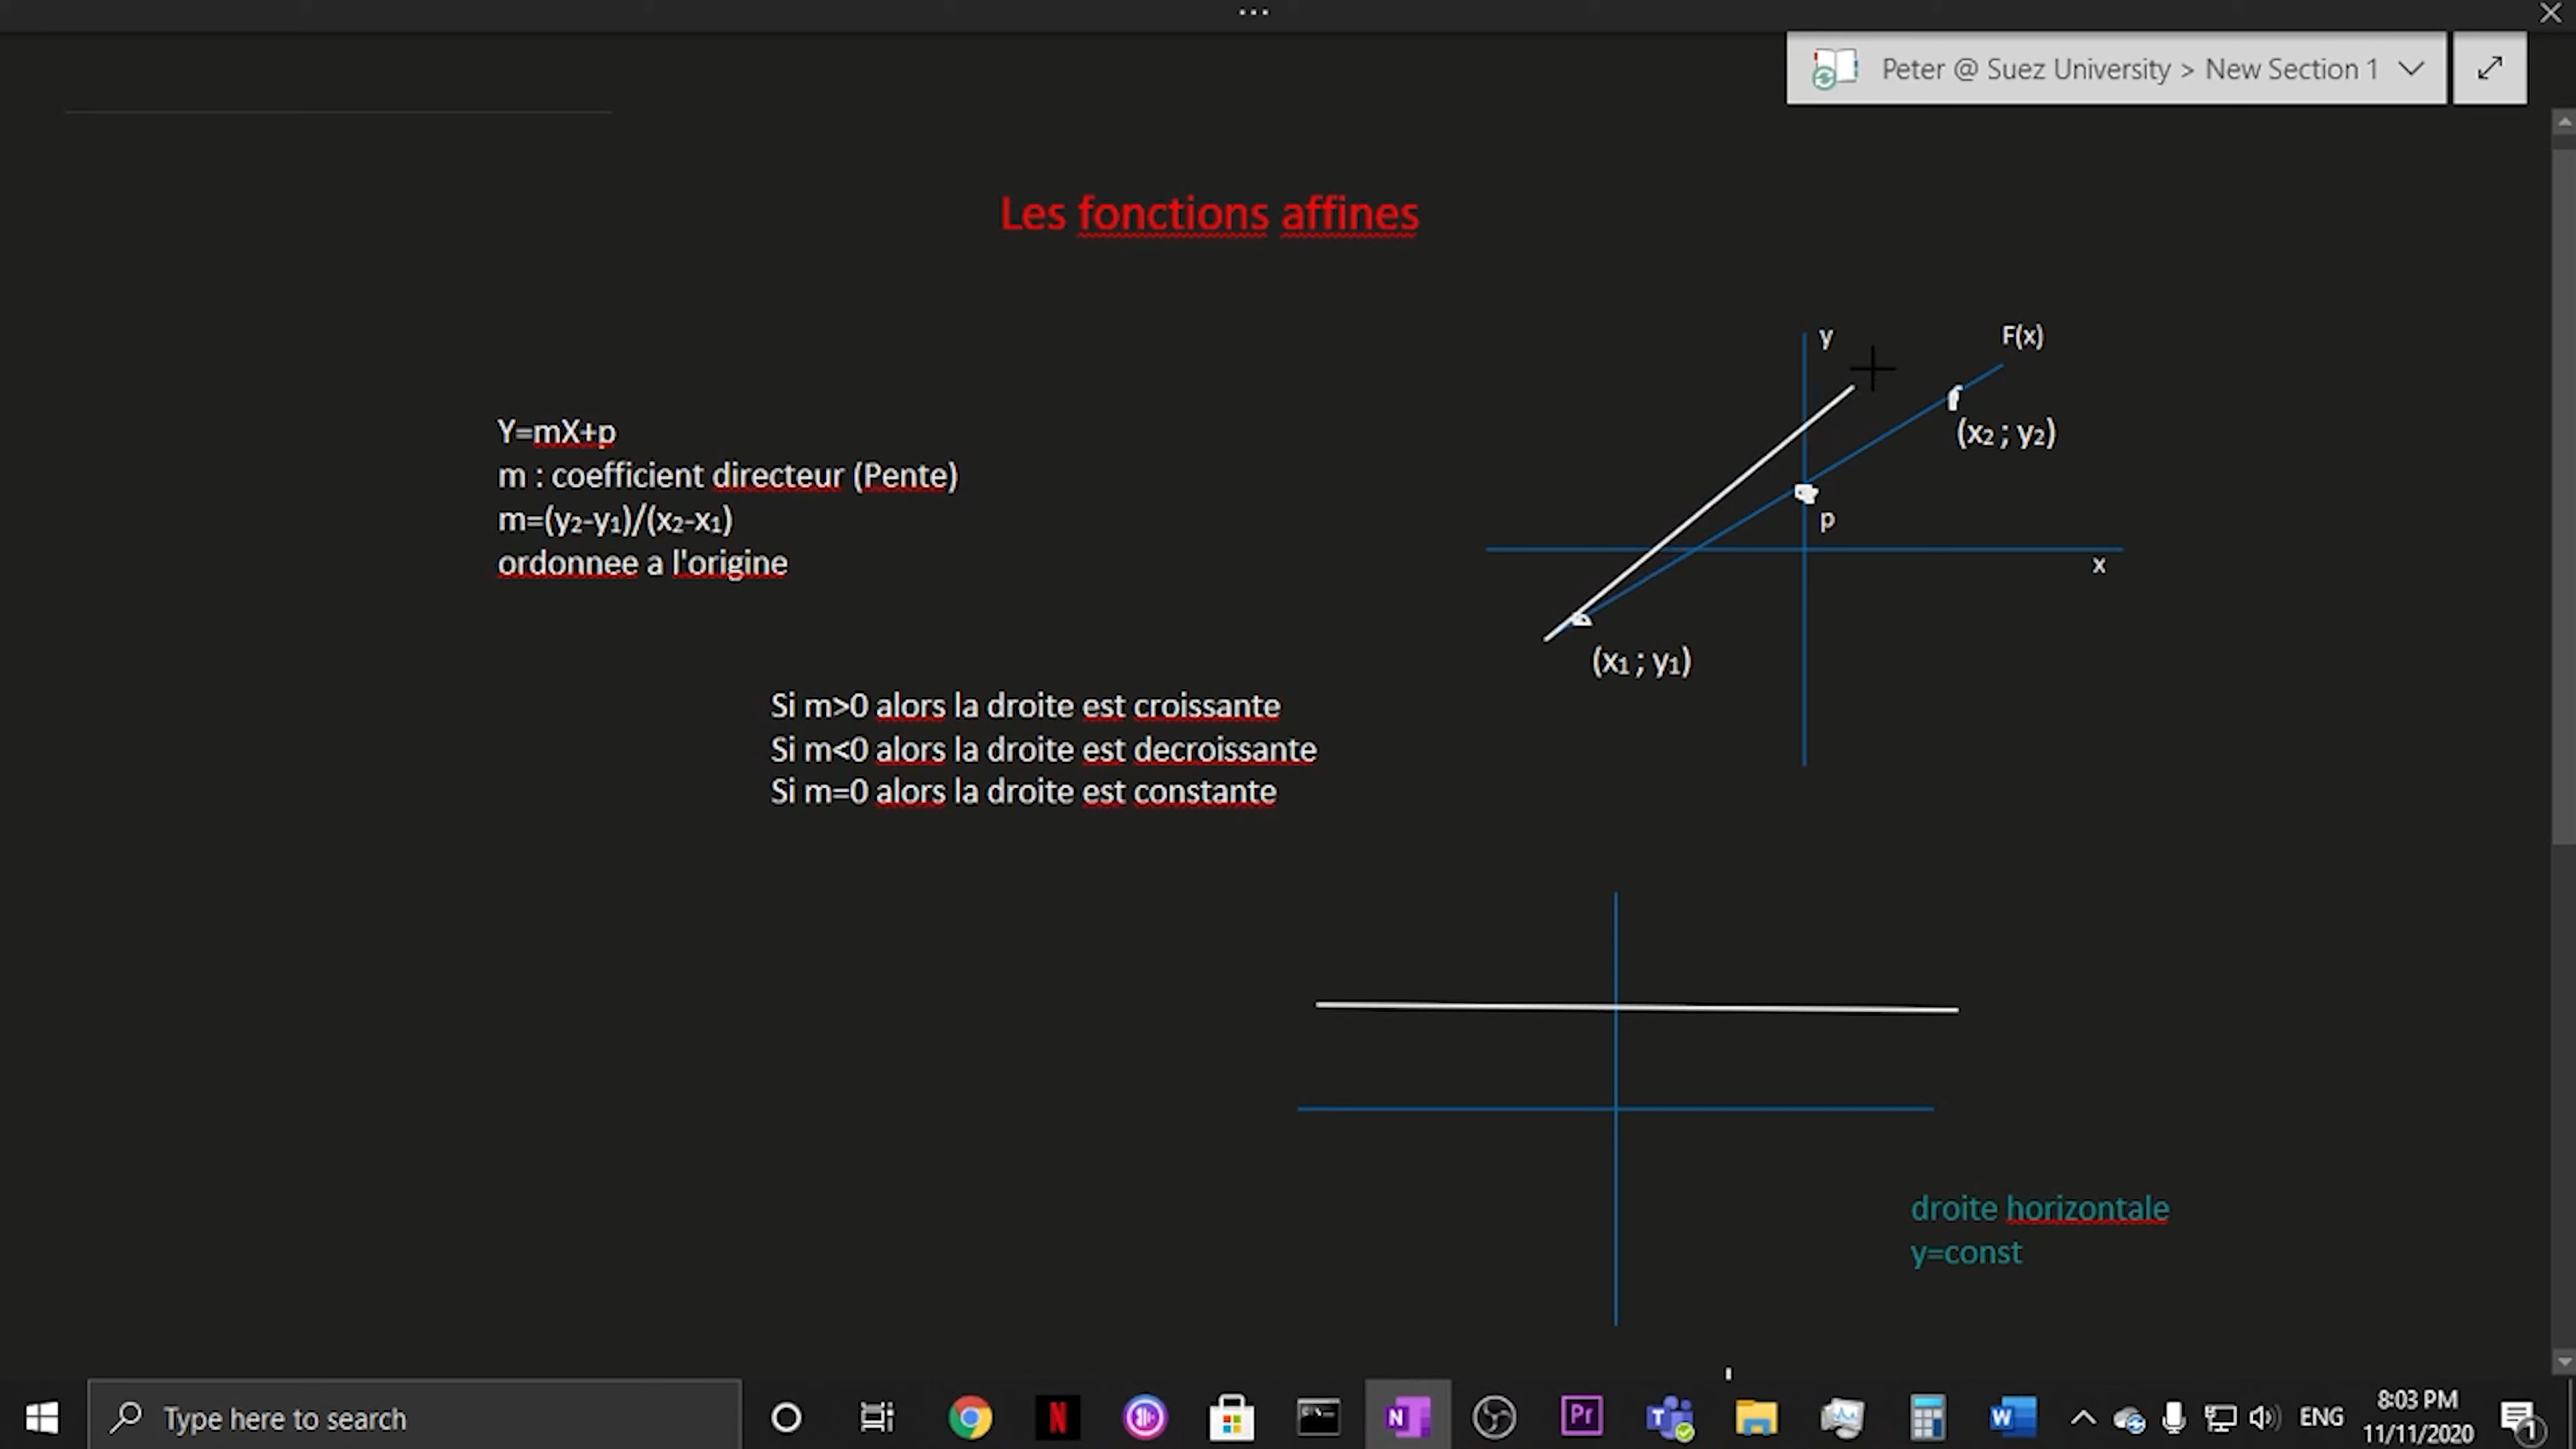 Peter @ Suez University > New Section 1
Les fonctions affines
Y=mX+p
m : coefficient directeur (Pente)
m=(y₂-y₁)/(x₂-x₁)
ordonnee a l'origine
y
F(x)
(x₂ ; y₂)
p
x
(x₁ ; y₁)
Si m>0 alors la droite est croissante
Si m<0 alors la droite est decroissante
Si m=0 alors la droite est constante
droite horizontale
y=const
Type here to search
N
N
Pr
T
W
ENG
8:03 PM
11/11/2020
1